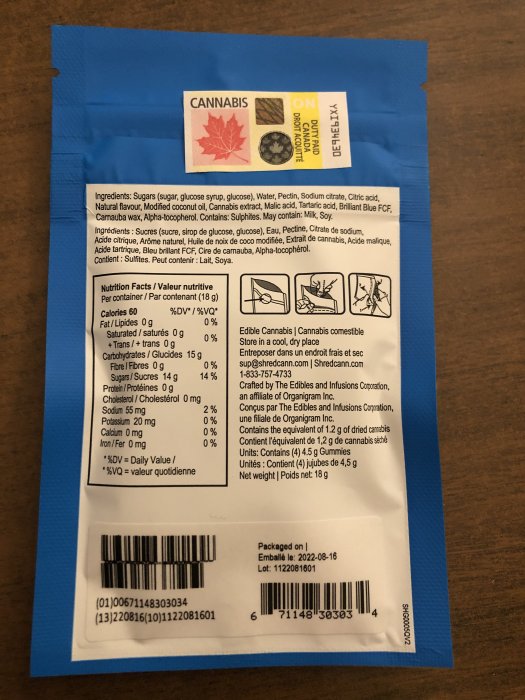 CANNABIS
ON
DUTY PAID
CANADA
DROIT ACQUITTÉ
YXI934630
Ingredients: Sugars (sugar, glucose syrup, glucose), Water, Pectin, Sodium citrate, Citric acid,
Natural flavour, Modified coconut oil, Cannabis extract, Malic acid, Tartaric acid, Brilliant Blue FCF,
Carnauba wax, Alpha-tocopherol. Contains: Sulphites. May contain: Milk, Soy.
Ingrédients : Sucres (sucre, sirop de glucose, glucose), Eau, Pectine, Citrate de sodium,
Acide citrique, Arôme naturel, Huile de noix de coco modifiée, Extrait de cannabis, Acide malique,
Acide tartrique, Bleu brillant FCF, Cire de carnauba, Alpha-tocophérol.
Contient : Sulfites. Peut contenir : Lait, Soya.
Nutrition Facts / Valeur nutritive
Per container / Par contenant (18 g)
Calories 60 %DV* / %VQ*
Fat / Lipides 0 g 0 %
Saturated / saturés 0 g
+ Trans / + trans 0 g 0 %
Carbohydrates / Glucides 15 g
Fibre / Fibres 0 g 0 %
Sugars / Sucres 14 g 14 %
Protein / Protéines 0 g
Cholesterol / Cholestérol 0 mg
Sodium 55 mg 2 %
Potassium 20 mg 0 %
Calcium 0 mg 0 %
Iron / Fer 0 mg 0 %
*%DV = Daily Value /
*%VQ = valeur quotidienne
Edible Cannabis | Cannabis comestible
Store in a cool, dry place
Entreposer dans un endroit frais et sec
sup@shredcann.com | Shredcann.com
1-833-757-4733
Crafted by The Edibles and Infusions Corporation,
an affiliate of Organigram Inc.
Conçus par The Edibles and Infusions Corporation,
une filiale de Organigram Inc.
Contains the equivalent of 1.2 g of dried cannabis
Contient l'équivalent de 1,2 g de cannabis séché
Units: Contains (4) 4.5 g Gummies
Unités : Contient (4) jujubes de 4,5 g
Net weight | Poids net: 18 g
Packaged on |
Emballé le: 2022-08-16
Lot: 1122081601
(01)00671148303034
(13)220816(10)1122081601
6 71148 30303 4
SHG00005QV2